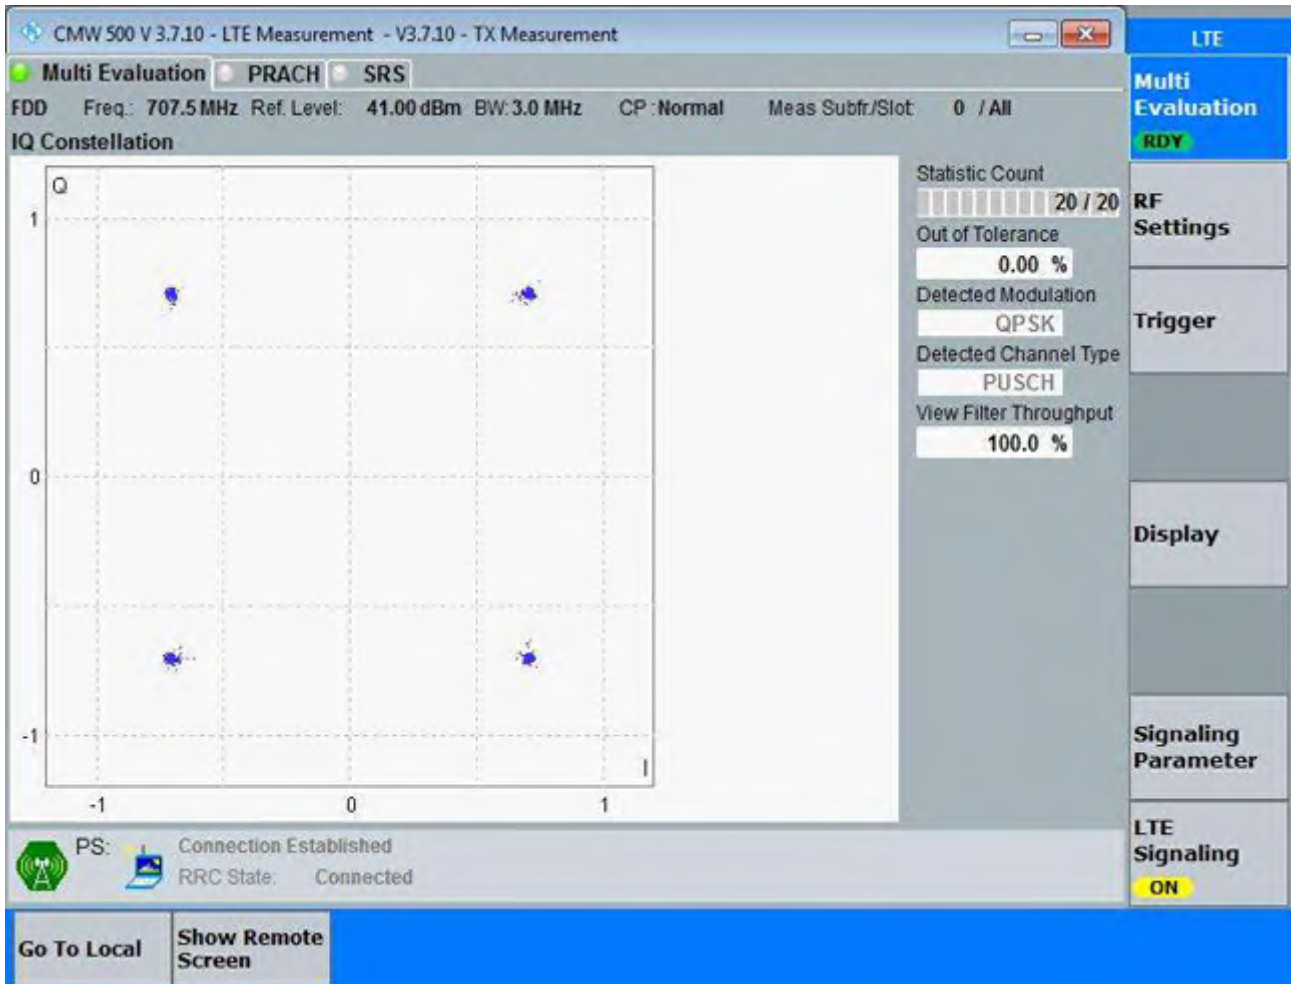 CMW 500 V 3.7.10 - LTE Measurement - V3.7.10 - TX Measurement
LTE
Multi Evaluation PRACH SRS
FDD Freq.: 707.5 MHz Ref. Level: 41.00 dBm BW: 3.0 MHz CP : Normal Meas Subfr./Slot: 0 / All
IQ Constellation
Q
1
0
-1
I
-1 0 1
Statistic Count
20 / 20
Out of Tolerance
0.00 %
Detected Modulation
QPSK
Detected Channel Type
PUSCH
View Filter Throughput
100.0 %
Multi
Evaluation
RDY
RF
Settings
Trigger
Display
Signaling
Parameter
LTE
Signaling
ON
PS: Connection Established
RRC State: Connected
Go To Local
Show Remote
Screen